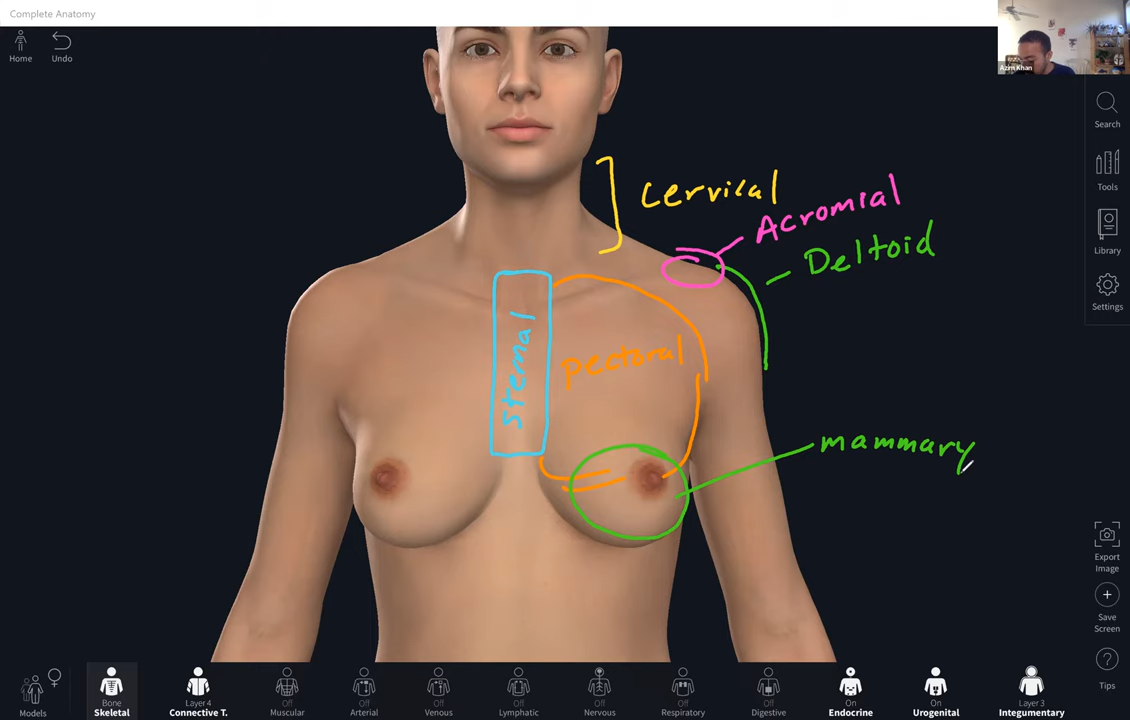 Complete Anatomy
Home
Undo
Azim Khan
Search
Tools
Library
Settings
cervical
Acromial
Deltoid
sternal
pectoral
mammary
Export
Image
Save
Screen
Tips
Models
Bone
Skeletal
Layer 4
Connective T.
Off
Muscular
Off
Arterial
Off
Venous
Off
Lymphatic
Off
Nervous
Off
Respiratory
Off
Digestive
On
Endocrine
On
Urogenital
Layer 3
Integumentary